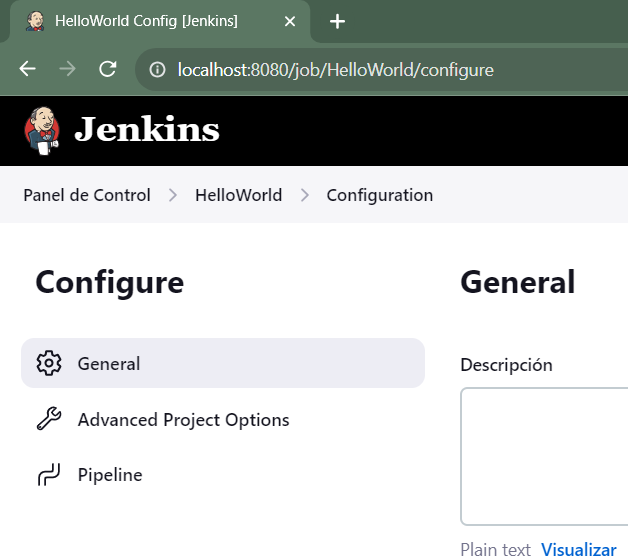 HelloWorld Config [Jenkins]
localhost:8080/job/HelloWorld/configure
Jenkins
Panel de Control > HelloWorld > Configuration
Configure
General
Advanced Project Options
Pipeline
General
Descripción
Plain text Visualizar